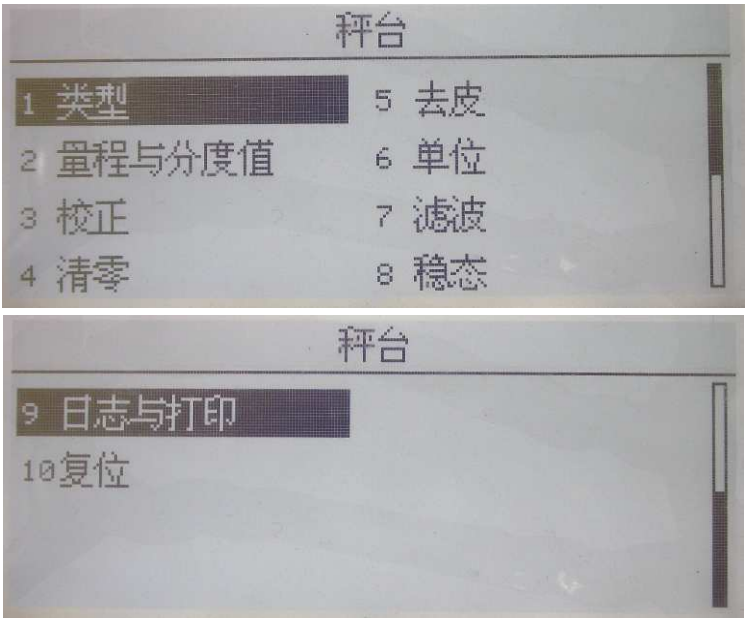 秤台
1 类型
2 量程与分度值
3 校正
4 清零
5 去皮
6 单位
7 滤波
8 稳态
秤台
9 日志与打印
10复位